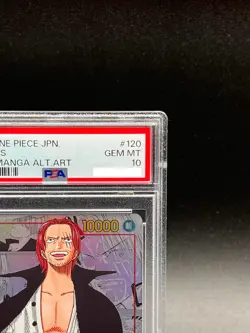 NE PIECE JPN. #120
S GEM MT
MANGA ALT ART 10
PSA
10000